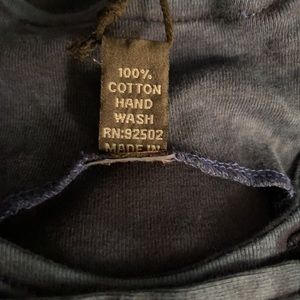 100%
COTTON
HAND
WASH
RN:92502
MADE IN